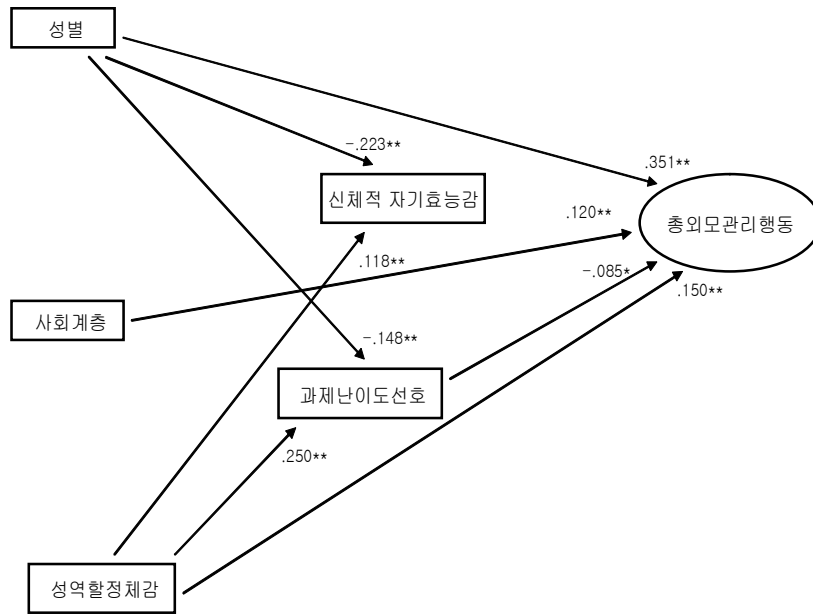 성별
-.223**
.351**
신체적 자기효능감
.120**
총외모관리행동
.118**
-.085*
.150**
사회계층
-.148**
과제난이도선호
.250**
성역할정체감